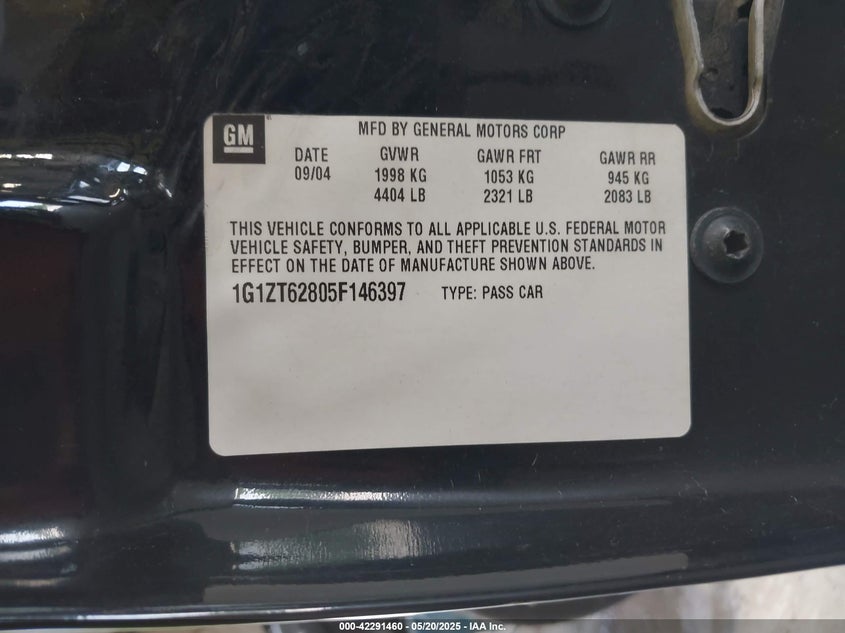 GM
MFD BY GENERAL MOTORS CORP
DATE GVWR GAWR FRT GAWR RR
09/04 1998 KG 1053 KG 945 KG
4404 LB 2321 LB 2083 LB
THIS VEHICLE CONFORMS TO ALL APPLICABLE U.S. FEDERAL MOTOR
VEHICLE SAFETY, BUMPER, AND THEFT PREVENTION STANDARDS IN
EFFECT ON THE DATE OF MANUFACTURE SHOWN ABOVE.
1G1ZT62805F146397 TYPE: PASS CAR
000-42291460 - 05/20/2025 - IAA Inc.